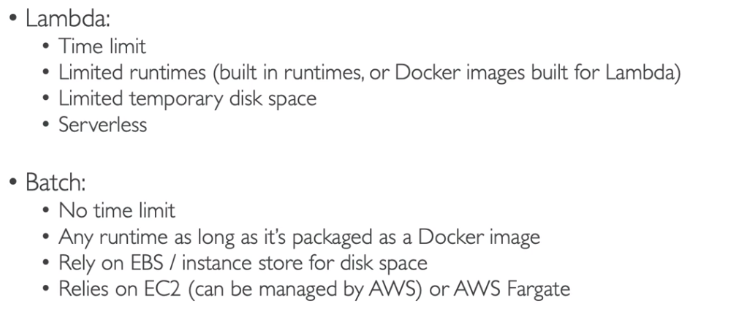 • Lambda:
• Time limit
• Limited runtimes (built in runtimes, or Docker images built for Lambda)
• Limited temporary disk space
• Serverless
• Batch:
• No time limit
• Any runtime as long as it's packaged as a Docker image
• Rely on EBS / instance store for disk space
• Relies on EC2 (can be managed by AWS) or AWS Fargate